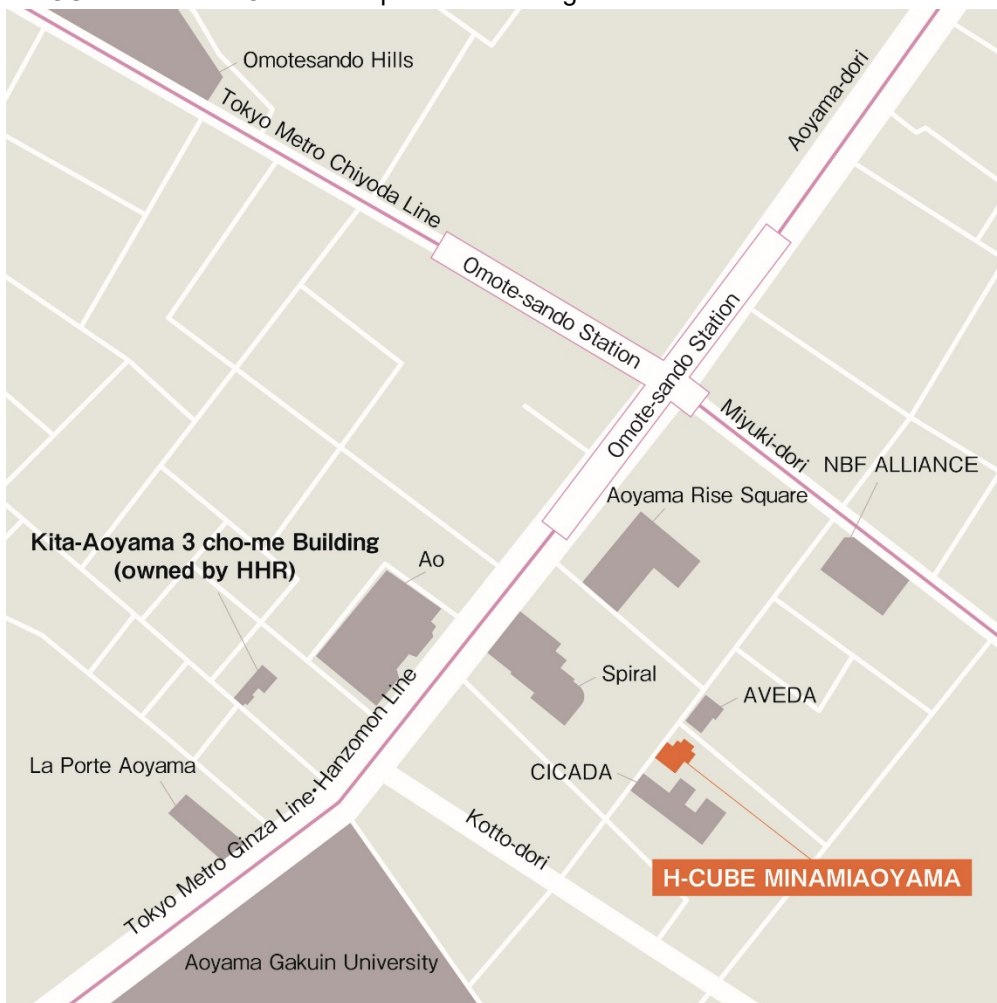 Omotesando Hills
Aoyama-dori
Tokyo Metro Chiyoda Line
Omote-sando Station
Omote-sando Station
Miyuki-dori
NBF ALLIANCE
Aoyama Rise Square
Kita-Aoyama 3 cho-me Building
(owned by HHR)
Ao
Spiral
AVEDA
La Porte Aoyama
CICADA
Tokyo Metro Ginza Line・Hanzomon Line
Kotto-dori
H-CUBE MINAMIAOYAMA
Aoyama Gakuin University